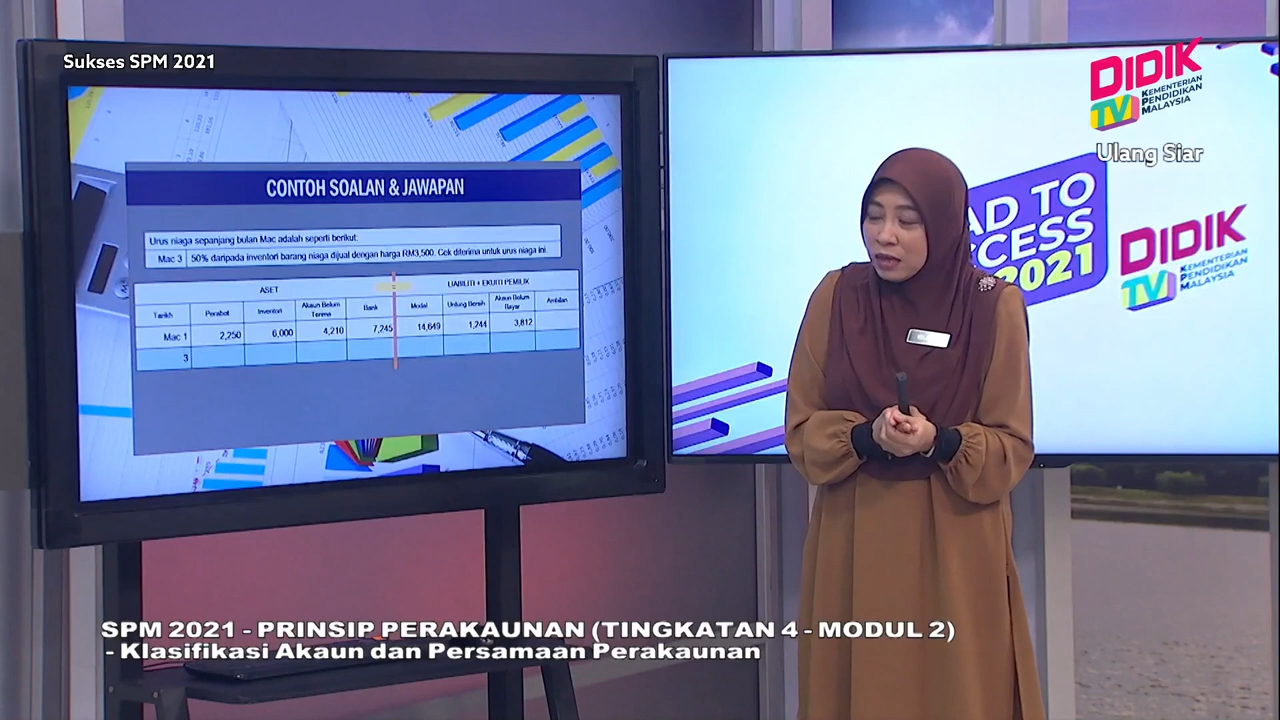 Sukses SPM 2021
DIDIK
TV
KEMENTERIAN
PENDIDIKAN
MALAYSIA
Ulang Siar
CONTOH SOALAN & JAWAPAN
Urus niaga sepanjang bulan Mac adalah seperti berikut:
Mac 3 50% daripada inventori barang niaga dijual dengan harga RM3,500. Cek diterima untuk urus niaga ini.
ASET = LIABILITI + EKUITI PEMILIK
Tarikh Perabot Inventori Akaun Belum Terima Bank Modal Untung Bersih Akaun Belum Bayar Ambilan
Mac 1 2,250 6,000 4,210 7,245 14,649 1,244 3,812
3
AD TO
CCESS
2021
DIDIK
TV
KEMENTERIAN
PENDIDIKAN
MALAYSIA
SPM 2021 - PRINSIP PERAKAUNAN (TINGKATAN 4 - MODUL 2)
- Klasifikasi Akaun dan Persamaan Perakaunan